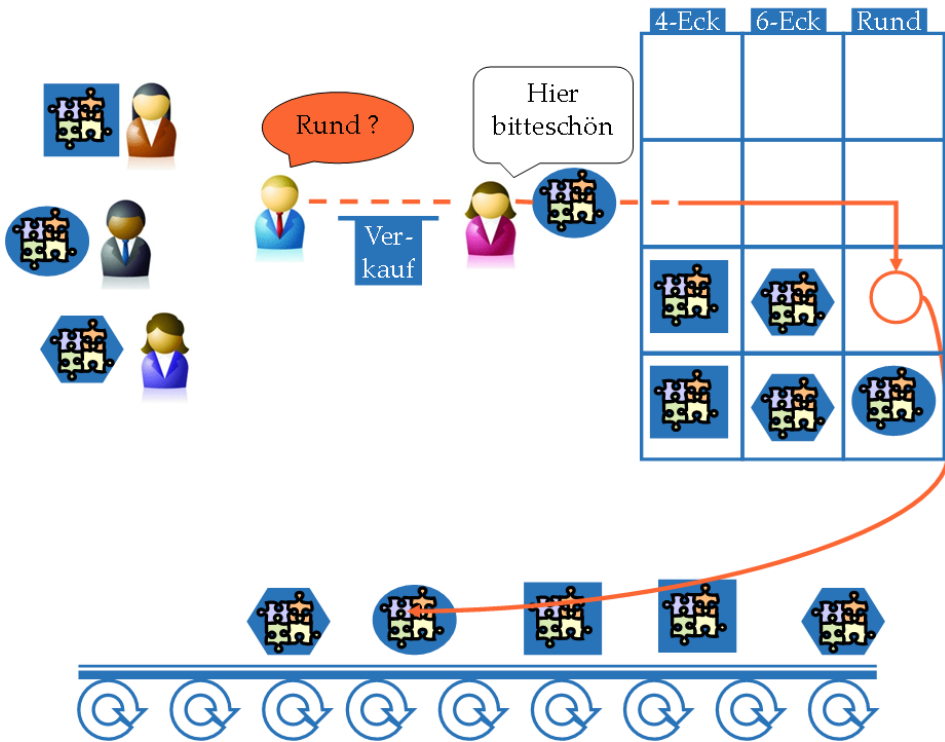 4-Eck
6-Eck
Rund
Hier
bitteschön
Rund ?
Ver-
kauf